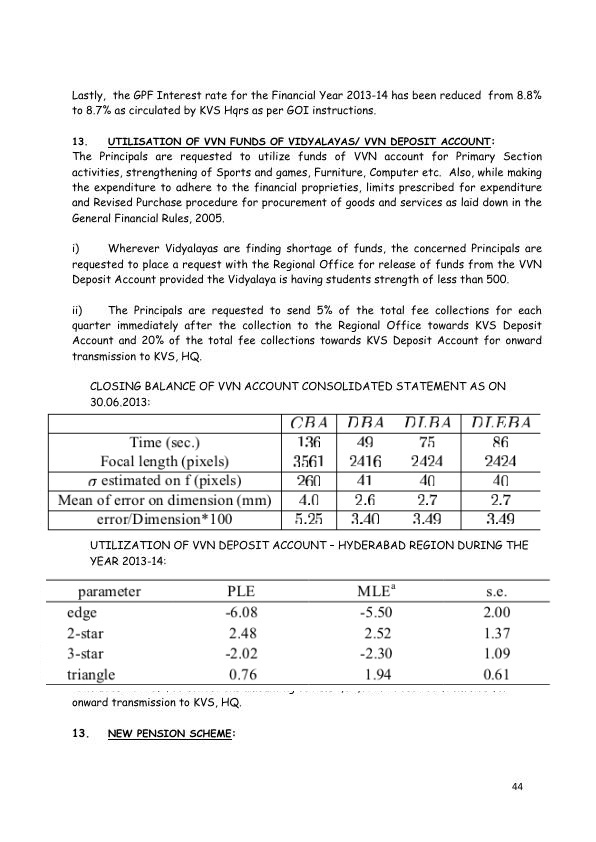 Lastly, the GPF Interest rate for the Financial Year 2013-14 has been reduced from 8.8%
to 8.7% as circulated by KVS Hqrs as per GOI instructions.
13. UTILISATION OF VVN FUNDS OF VIDYALAYAS/ VVN DEPOSIT ACCOUNT:
The Principals are requested to utilize funds of VVN account for Primary Section
activities, strengthening of Sports and games, Furniture, Computer etc. Also, while making
the expenditure to adhere to the financial proprieties, limits prescribed for expenditure
and Revised Purchase procedure for procurement of goods and services as laid down in the
General Financial Rules, 2005.
i) Wherever Vidyalayas are finding shortage of funds, the concerned Principals are
requested to place a request with the Regional Office for release of funds from the VVN
Deposit Account provided the Vidyalaya is having students strength of less than 500.
ii) The Principals are requested to send 5% of the total fee collections for each
quarter immediately after the collection to the Regional Office towards KVS Deposit
Account and 20% of the total fee collections towards KVS Deposit Account for onward
transmission to KVS, HQ.
CLOSING BALANCE OF VVN ACCOUNT CONSOLIDATED STATEMENT AS ON
30.06.2013:
CBA DBA DLBA DLEBA
Time (sec.) 136 49 75 86
Focal length (pixels) 3561 2416 2424 2424
σ estimated on f (pixels) 260 41 40 40
Mean of error on dimension (mm) 4.0 2.6 2.7 2.7
error/Dimension*100 5.25 3.40 3.49 3.49
UTILIZATION OF VVN DEPOSIT ACCOUNT – HYDERABAD REGION DURING THE
YEAR 2013-14:
parameter PLE MLEª s.e.
edge -6.08 -5.50 2.00
2-star 2.48 2.52 1.37
3-star -2.02 -2.30 1.09
triangle 0.76 1.94 0.61
onward transmission to KVS, HQ.
13. NEW PENSION SCHEME:
44